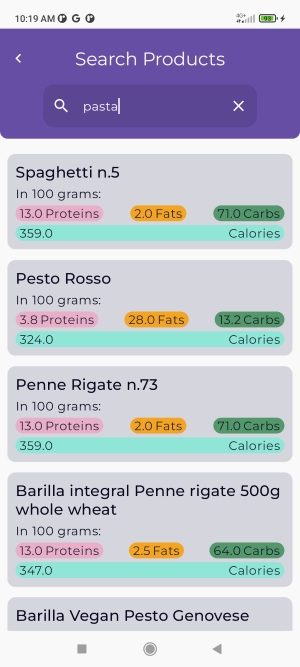 10:19 AM
4G+
93
Search Products
pasta
Spaghetti n.5
In 100 grams:
13.0 Proteins 2.0 Fats 71.0 Carbs
359.0 Calories
Pesto Rosso
In 100 grams:
3.8 Proteins 28.0 Fats 13.2 Carbs
324.0 Calories
Penne Rigate n.73
In 100 grams:
13.0 Proteins 2.0 Fats 71.0 Carbs
359.0 Calories
Barilla integral Penne rigate 500g
whole wheat
In 100 grams:
13.0 Proteins 2.5 Fats 64.0 Carbs
347.0 Calories
Barilla Vegan Pesto Genovese